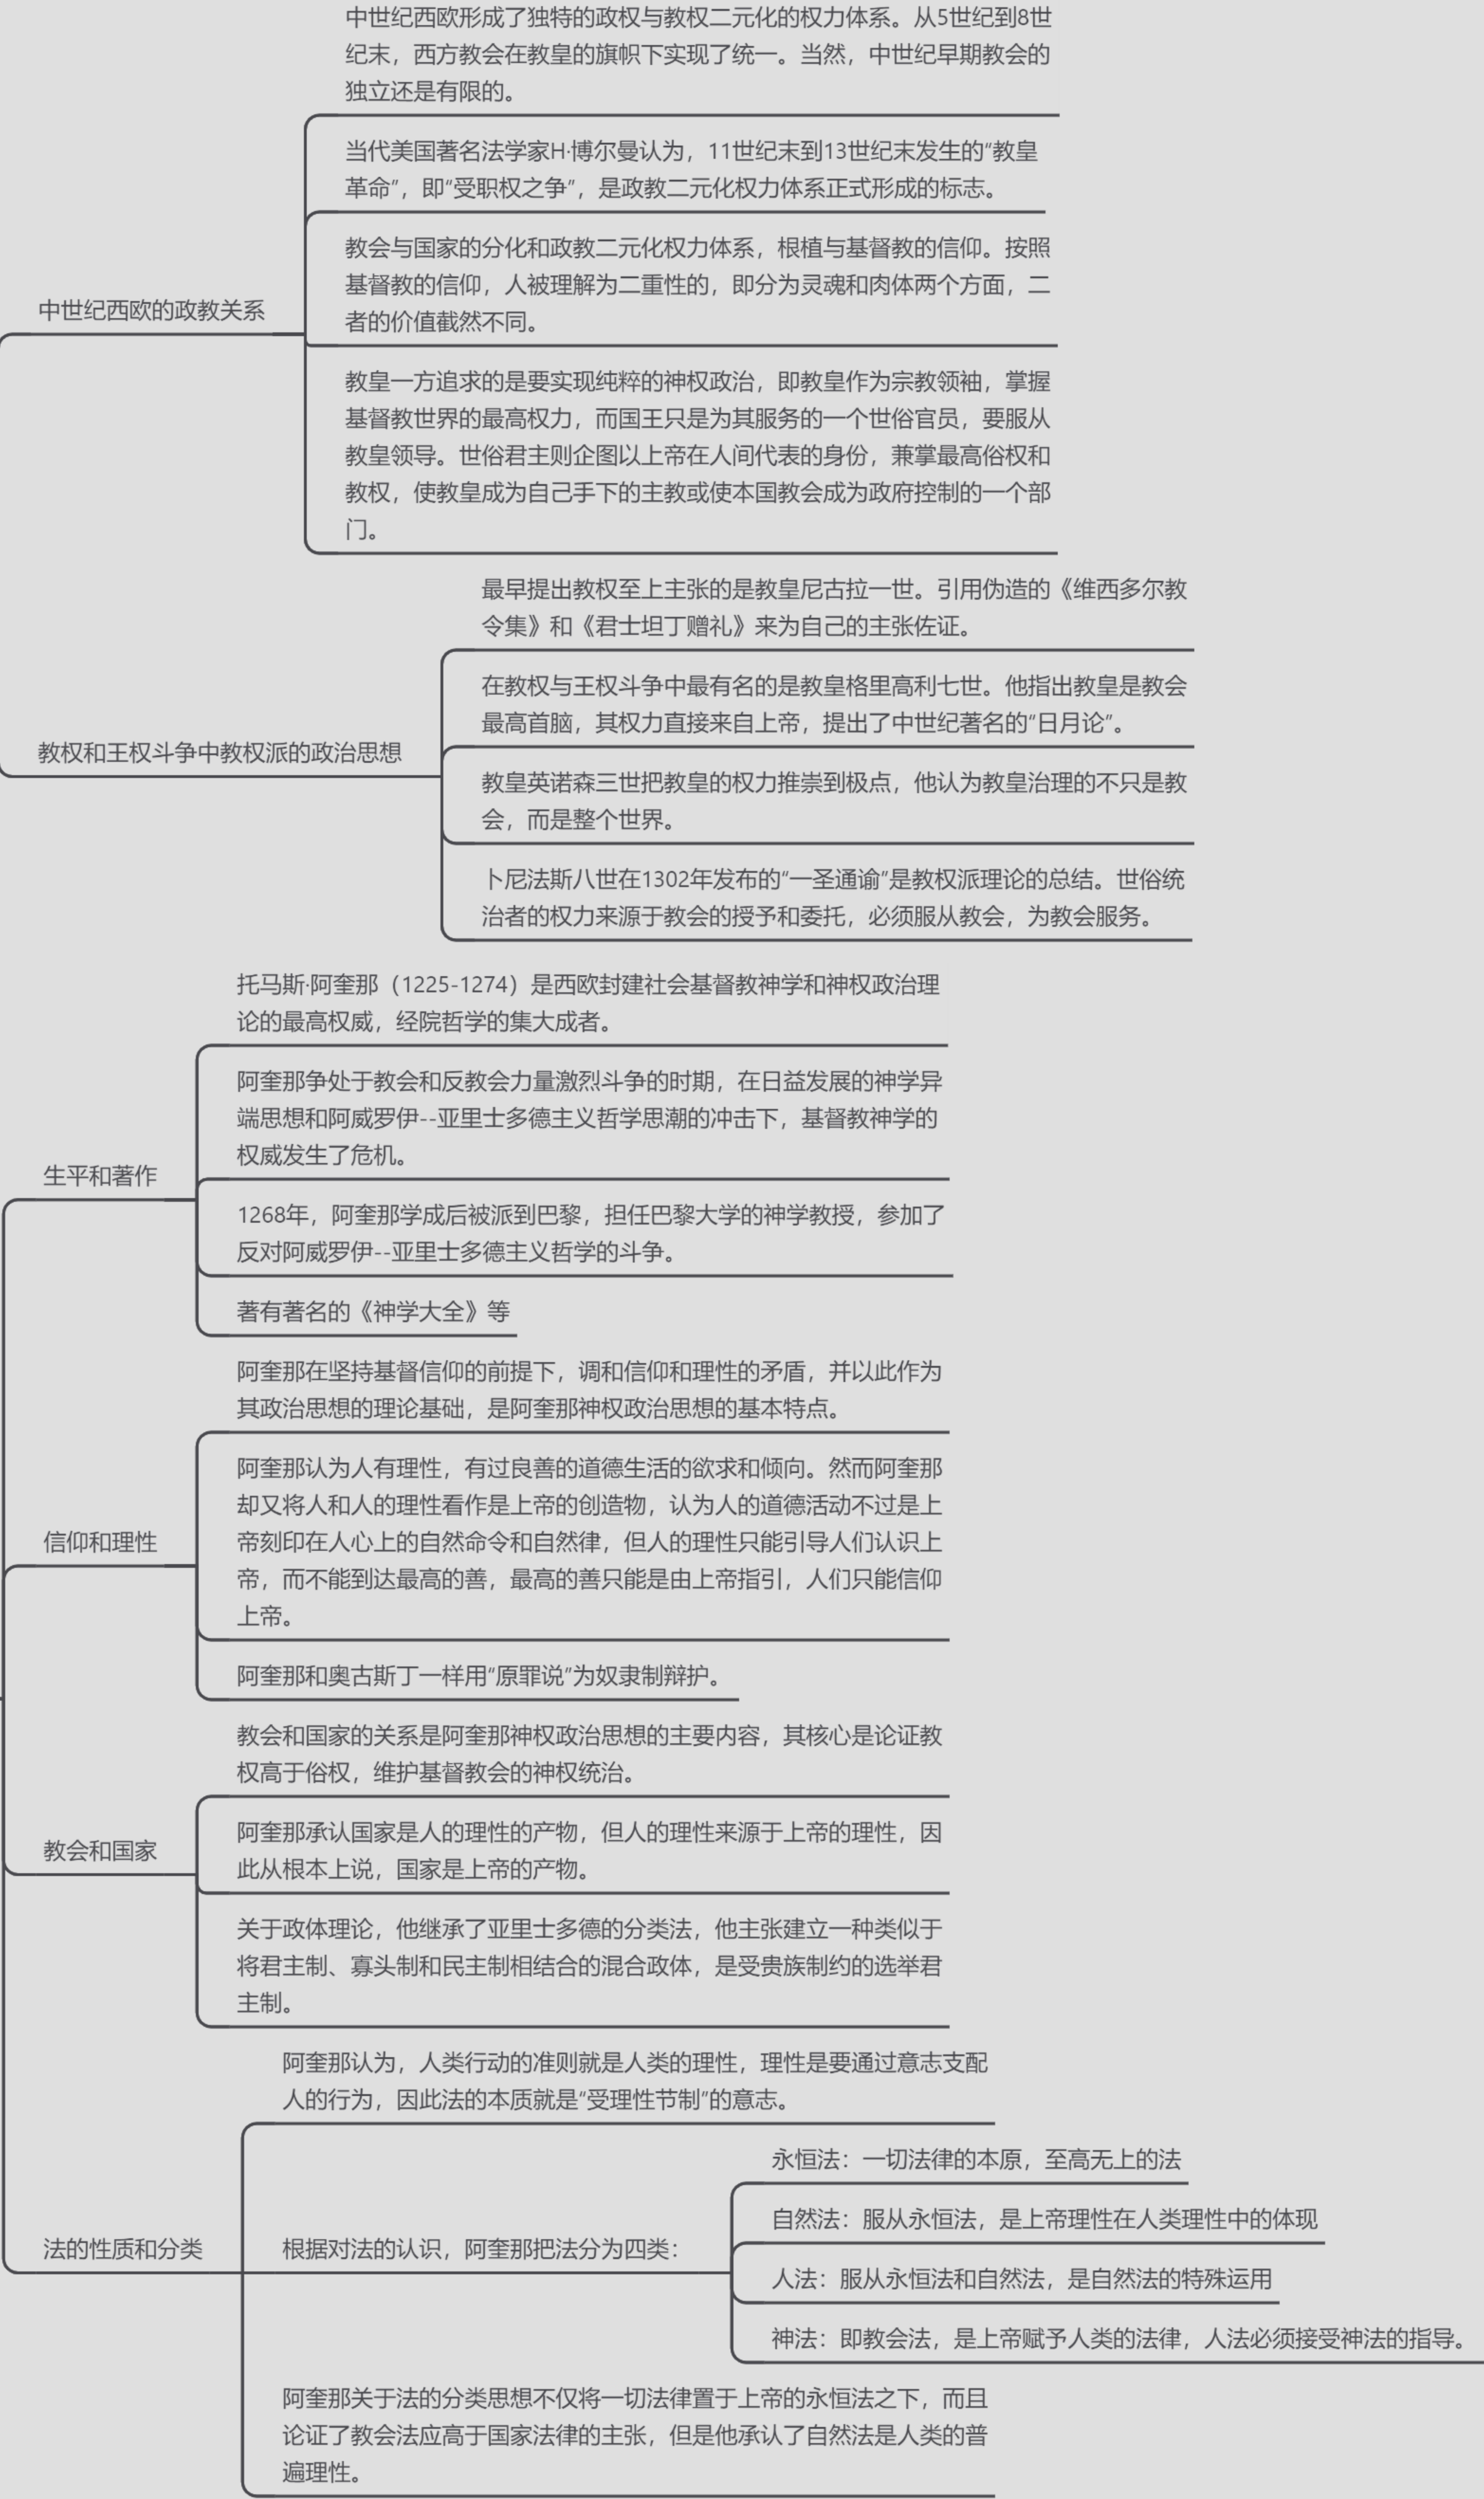 中世纪西欧形成了独特的政权与教权二元化的权力体系。从5世纪到8世
纪末，西方教会在教皇的旗帜下实现了统一。当然，中世纪早期教会的
独立还是有限的。
当代美国著名法学家H·博尔曼认为，11世纪末到13世纪末发生的“教皇
革命”，即“受职权之争”，是政教二元化权力体系正式形成的标志。
教会与国家的分化和政教二元化权力体系，根植与基督教的信仰。按照
基督教的信仰，人被理解为二重性的，即分为灵魂和肉体两个方面，二
者的价值截然不同。
中世纪西欧的政教关系
教皇一方追求的是要实现纯粹的神权政治，即教皇作为宗教领袖，掌握
基督教世界的最高权力，而国王只是为其服务的一个世俗官员，要服从
教皇领导。世俗君主则企图以上帝在人间代表的身份，兼掌最高俗权和
教权，使教皇成为自己手下的主教或使本国教会成为政府控制的一个部
门。
最早提出教权至上主张的是教皇尼古拉一世。引用伪造的《维西多尔教
令集》和《君士坦丁赠礼》来为自己的主张佐证。
在教权与王权斗争中最有名的是教皇格里高利七世。他指出教皇是教会
最高首脑，其权力直接来自上帝，提出了中世纪著名的“日月论”。
教权和王权斗争中教权派的政治思想
教皇英诺森三世把教皇的权力推崇到极点，他认为教皇治理的不只是教
会，而是整个世界。
卜尼法斯八世在1302年发布的“一圣通谕”是教权派理论的总结。世俗统
治者的权力来源于教会的授予和委托，必须服从教会，为教会服务。
托马斯·阿奎那（1225-1274）是西欧封建社会基督教神学和神权政治理
论的最高权威，经院哲学的集大成者。
阿奎那争处于教会和反教会力量激烈斗争的时期，在日益发展的神学异
端思想和阿威罗伊--亚里士多德主义哲学思潮的冲击下，基督教神学的
权威发生了危机。
生平和著作
1268年，阿奎那学成后被派到巴黎，担任巴黎大学的神学教授，参加了
反对阿威罗伊--亚里士多德主义哲学的斗争。
著有著名的《神学大全》等
阿奎那在坚持基督信仰的前提下，调和信仰和理性的矛盾，并以此作为
其政治思想的理论基础，是阿奎那神权政治思想的基本特点。
阿奎那认为人有理性，有过良善的道德生活的欲求和倾向。然而阿奎那
却又将人和人的理性看作是上帝的创造物，认为人的道德活动不过是上
帝刻印在人心上的自然命令和自然律，但人的理性只能引导人们认识上
帝，而不能到达最高的善，最高的善只能是由上帝指引，人们只能信仰
上帝。
信仰和理性
阿奎那和奥古斯丁一样用“原罪说”为奴隶制辩护。
教会和国家的关系是阿奎那神权政治思想的主要内容，其核心是论证教
权高于俗权，维护基督教会的神权统治。
阿奎那承认国家是人的理性的产物，但人的理性来源于上帝的理性，因
此从根本上说，国家是上帝的产物。
教会和国家
关于政体理论，他继承了亚里士多德的分类法，他主张建立一种类似于
将君主制、寡头制和民主制相结合的混合政体，是受贵族制约的选举君
主制。
阿奎那认为，人类行动的准则就是人类的理性，理性是要通过意志支配
人的行为，因此法的本质就是“受理性节制”的意志。
法的性质和分类
根据对法的认识，阿奎那把法分为四类：
永恒法：一切法律的本原，至高无上的法
自然法：服从永恒法，是上帝理性在人类理性中的体现
人法：服从永恒法和自然法，是自然法的特殊运用
神法：即教会法，是上帝赋予人类的法律，人法必须接受神法的指导。
阿奎那关于法的分类思想不仅将一切法律置于上帝的永恒法之下，而且
论证了教会法应高于国家法律的主张，但是他承认了自然法是人类的普
遍理性。